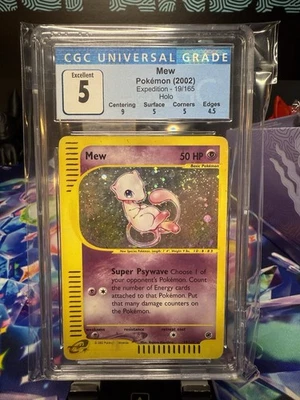 CGC UNIVERSAL GRADE
Excellent
5
Mew
Pokémon (2002)
Expedition - 19/165
Holo
Centering Surface Corners Edges
9 5 5 4.5
Mew 50 HP
Basic Pokémon
Super Psywave Choose 1 of
your opponent's Pokémon. Count
the number of Energy cards
attached to that Pokémon. Put
that many damage counters on
the Pokémon.